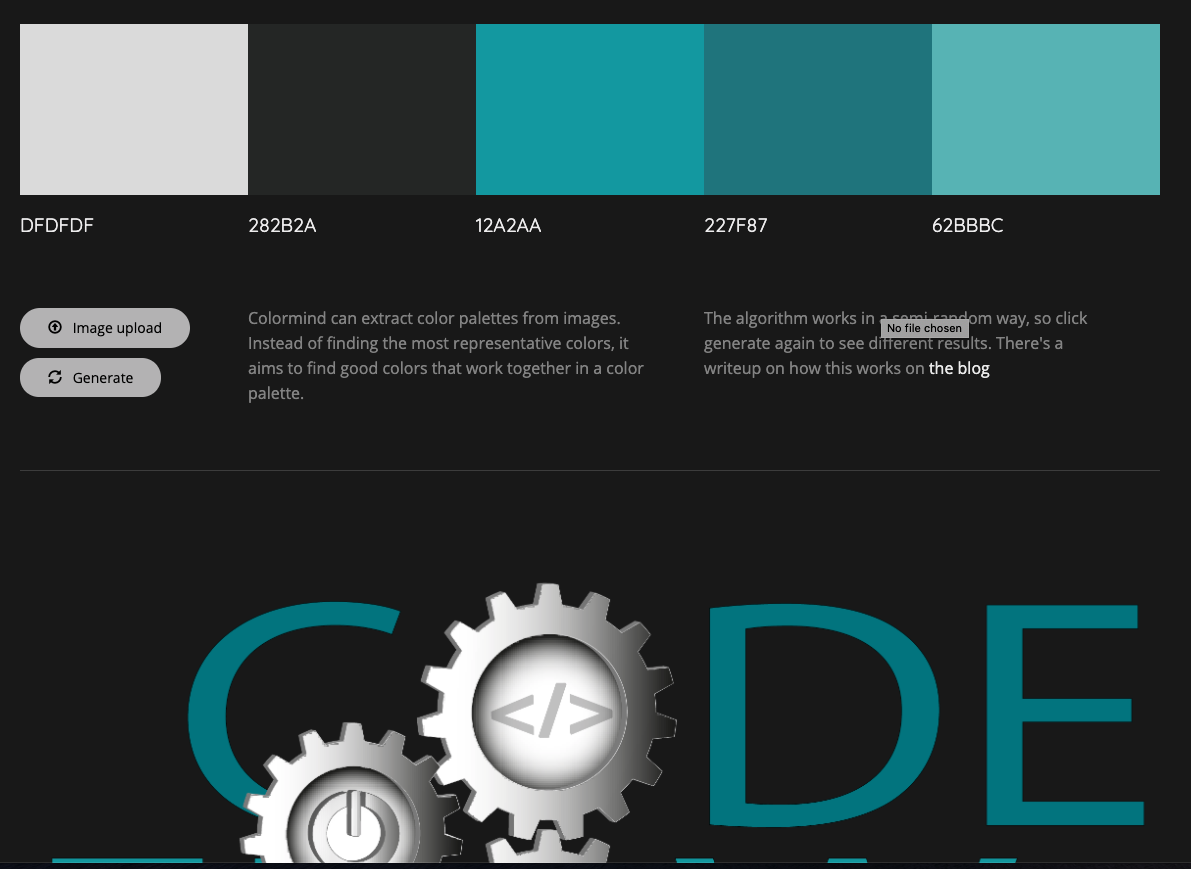 DFDFDF 282B2A 12A2AA 227F87 62BBBC
Image upload
Generate
Colormind can extract color palettes from images.
Instead of finding the most representative colors, it
aims to find good colors that work together in a color
palette.
The algorithm works in a semi-random way, so click
No file chosen
generate again to see different results. There's a
writeup on how this works on the blog
C</>DE